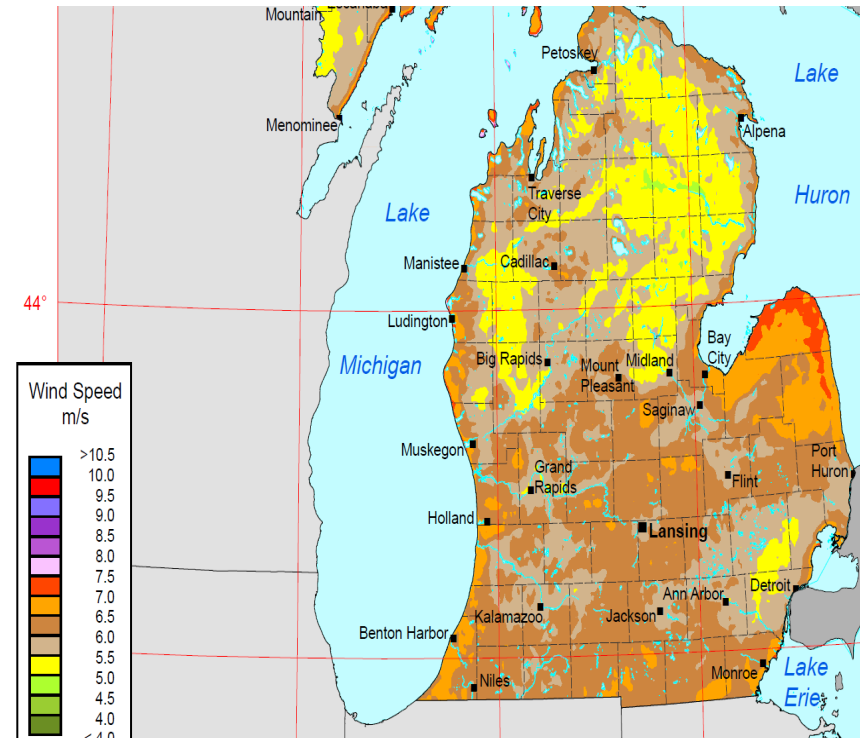 Mountain
Petoskey
Lake
Menominee
Alpena
Huron
Traverse
City
Lake
Manistee
Cadillac
44°
Ludington
Michigan
Big Rapids
Mount
Pleasant
Midland
Bay
City
Saginaw
Wind Speed
m/s
>10.5
10.0
9.5
9.0
8.5
8.0
7.5
7.0
6.5
6.0
5.5
5.0
4.5
4.0
Muskegon
Grand
Rapids
Flint
Port
Huron
Holland
Lansing
Kalamazoo
Jackson
Ann Arbor
Detroit
Benton Harbor
Niles
Monroe
Lake
Erie